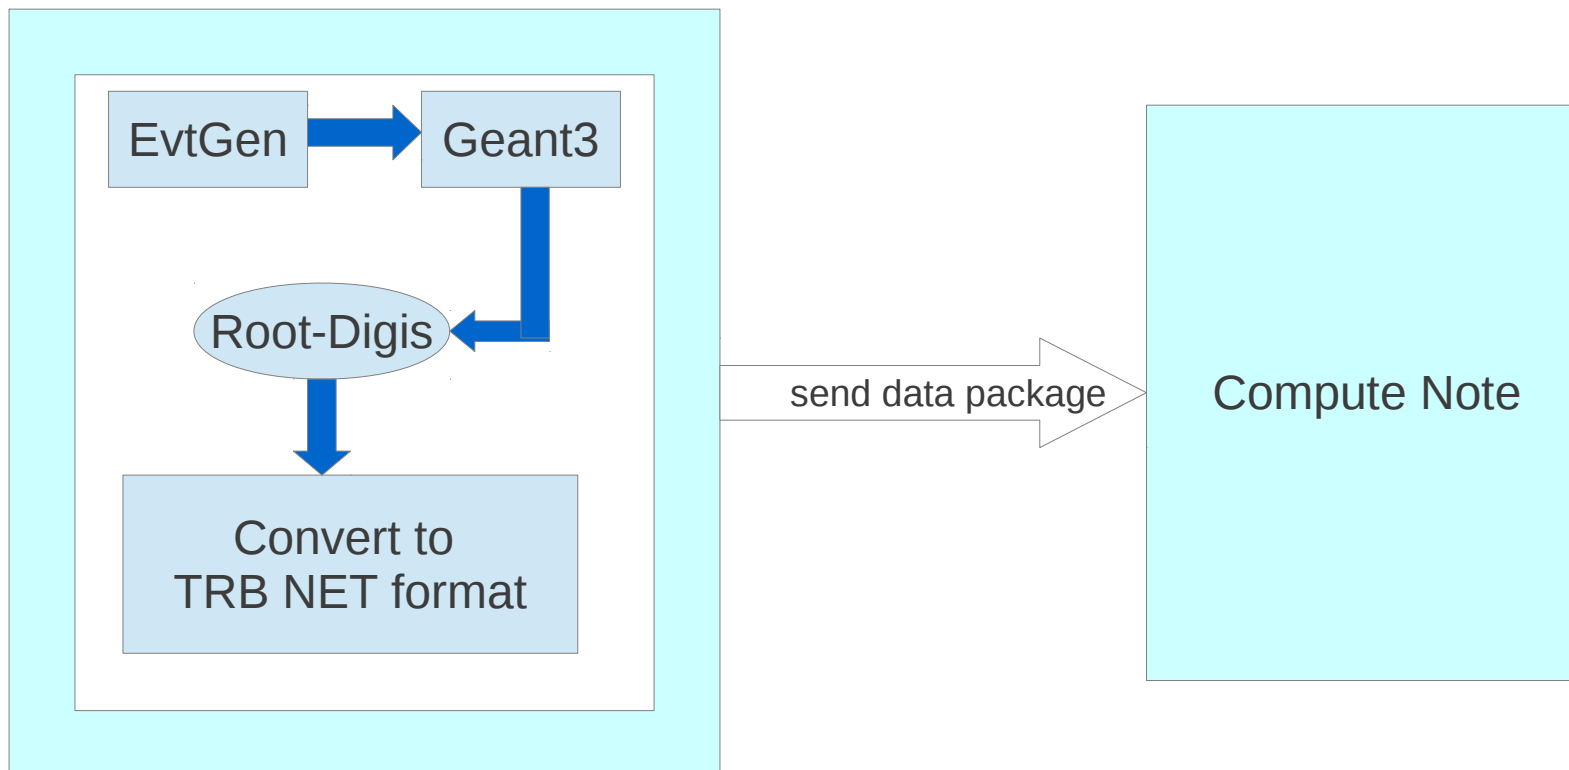 EvtGen
Geant3
Root-Digis
send data package
Compute Note
Convert to
TRB NET format